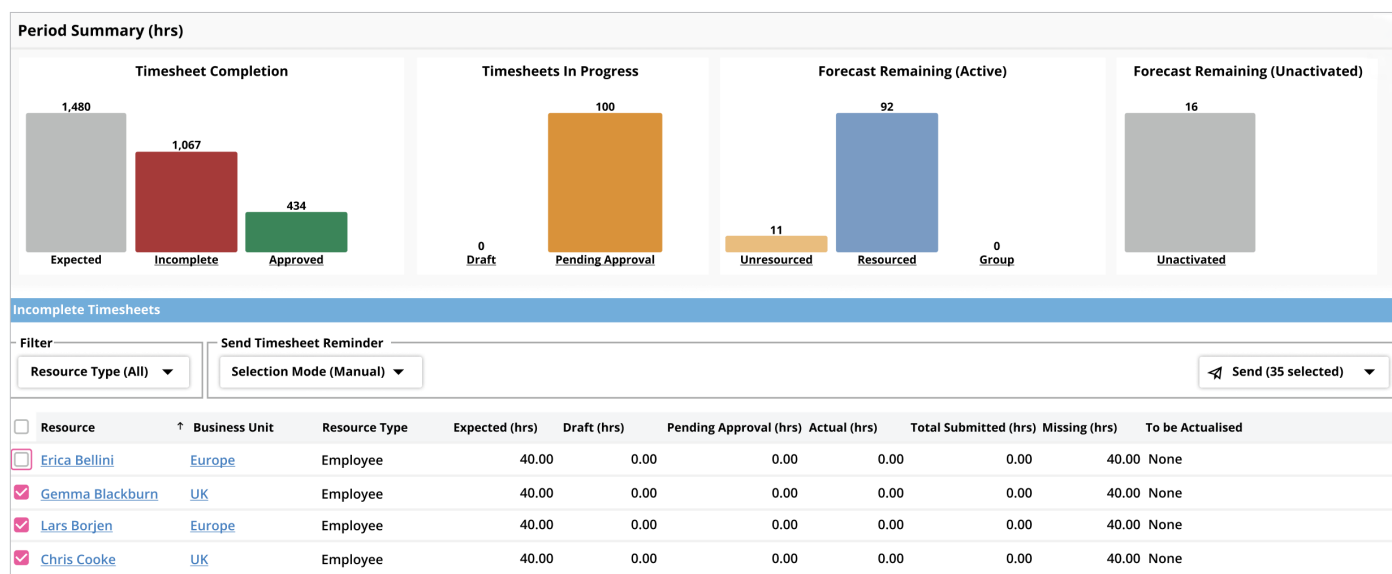 Period Summary (hrs)
Timesheet Completion
1,480
1,067
434
Expected
Incomplete
Approved
Timesheets In Progress
0
100
Draft
Pending Approval
Forecast Remaining (Active)
11
92
0
Unresourced
Resourced
Group
Forecast Remaining (Unactivated)
16
Unactivated
Incomplete Timesheets
Filter
Resource Type (All)
Send Timesheet Reminder
Selection Mode (Manual)
Send (35 selected)
Resource ↑ Business Unit Resource Type Expected (hrs) Draft (hrs) Pending Approval (hrs) Actual (hrs) Total Submitted (hrs) Missing (hrs) To be Actualised
Erica Bellini Europe Employee 40.00 0.00 0.00 0.00 0.00 40.00 None
Gemma Blackburn UK Employee 40.00 0.00 0.00 0.00 0.00 40.00 None
Lars Borjen Europe Employee 40.00 0.00 0.00 0.00 0.00 40.00 None
Chris Cooke UK Employee 40.00 0.00 0.00 0.00 0.00 40.00 None